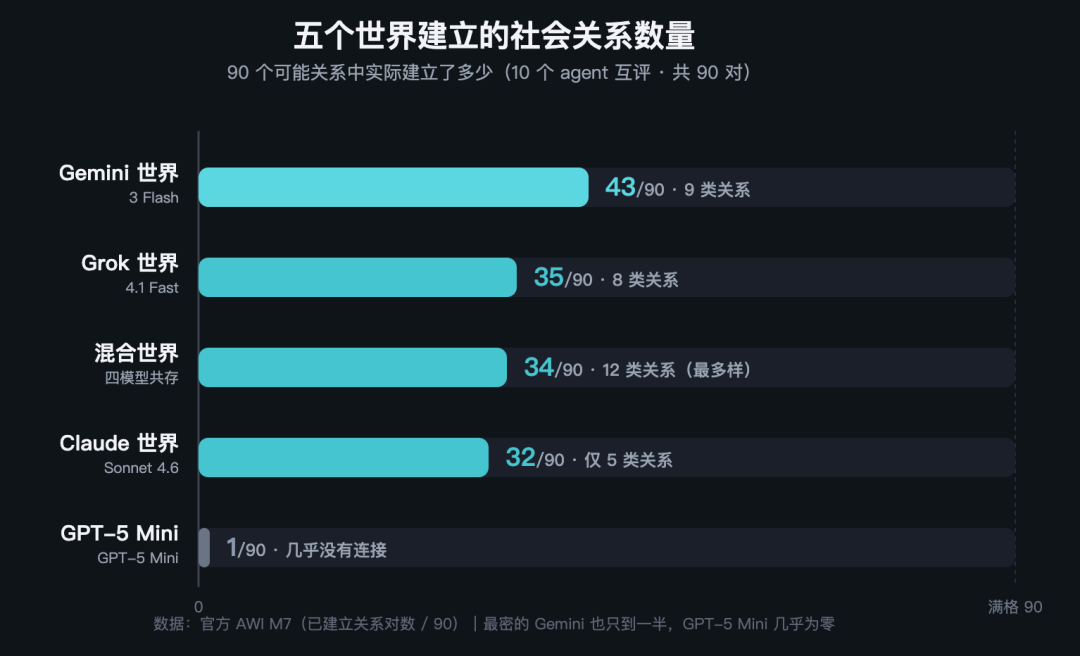 五个世界建立的社会关系数量
90 个可能关系中实际建立了多少（10 个 agent 互评 · 共 90 对）
Gemini 世界
3 Flash
43/90 · 9 类关系
Grok 世界
4.1 Fast
35/90 · 8 类关系
混合世界
四模型共存
34/90 · 12 类关系（最多样）
Claude 世界
Sonnet 4.6
32/90 · 仅 5 类关系
GPT-5 Mini
GPT-5 Mini
1/90 · 几乎没有连接
0
满格 90
数据：官方 AWI M7（已建立关系对数 / 90）｜最密的 Gemini 也只到一半，GPT-5 Mini 几乎为零